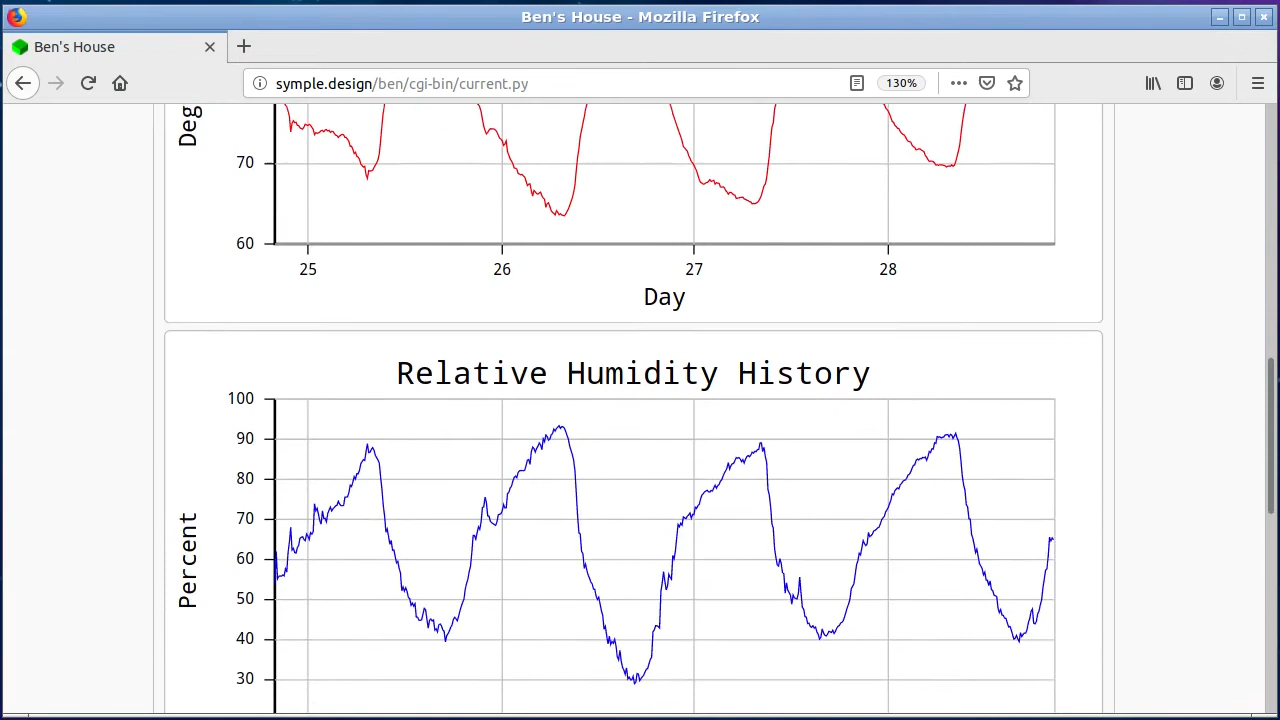 Ben's House - Mozilla Firefox
Ben's House
symple.design/ben/cgi-bin/current.py
130%
Deg
70
60
25 26 27 28
Day
Relative Humidity History
100
90
80
70
60
50
40
30
Percent